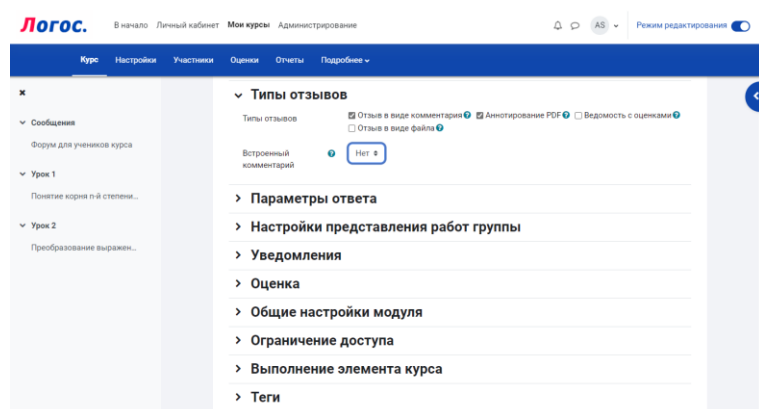 Логос.
В начало Личный кабинет Мои курсы Администрирование
AS
Режим редактирования
Курс Настройки Участники Оценки Отчеты Подробнее
Сообщения
Форум для учеников курса
Урок 1
Понятие корня n-й степени...
Урок 2
Преобразование выражен...
Типы отзывов
Типы отзывов
Отзыв в виде комментария Аннотирование PDF Ведомость с оценками
Отзыв в виде файла
Встроенный
комментарий
Нет
Параметры ответа
Настройки представления работ группы
Уведомления
Оценка
Общие настройки модуля
Ограничение доступа
Выполнение элемента курса
Теги